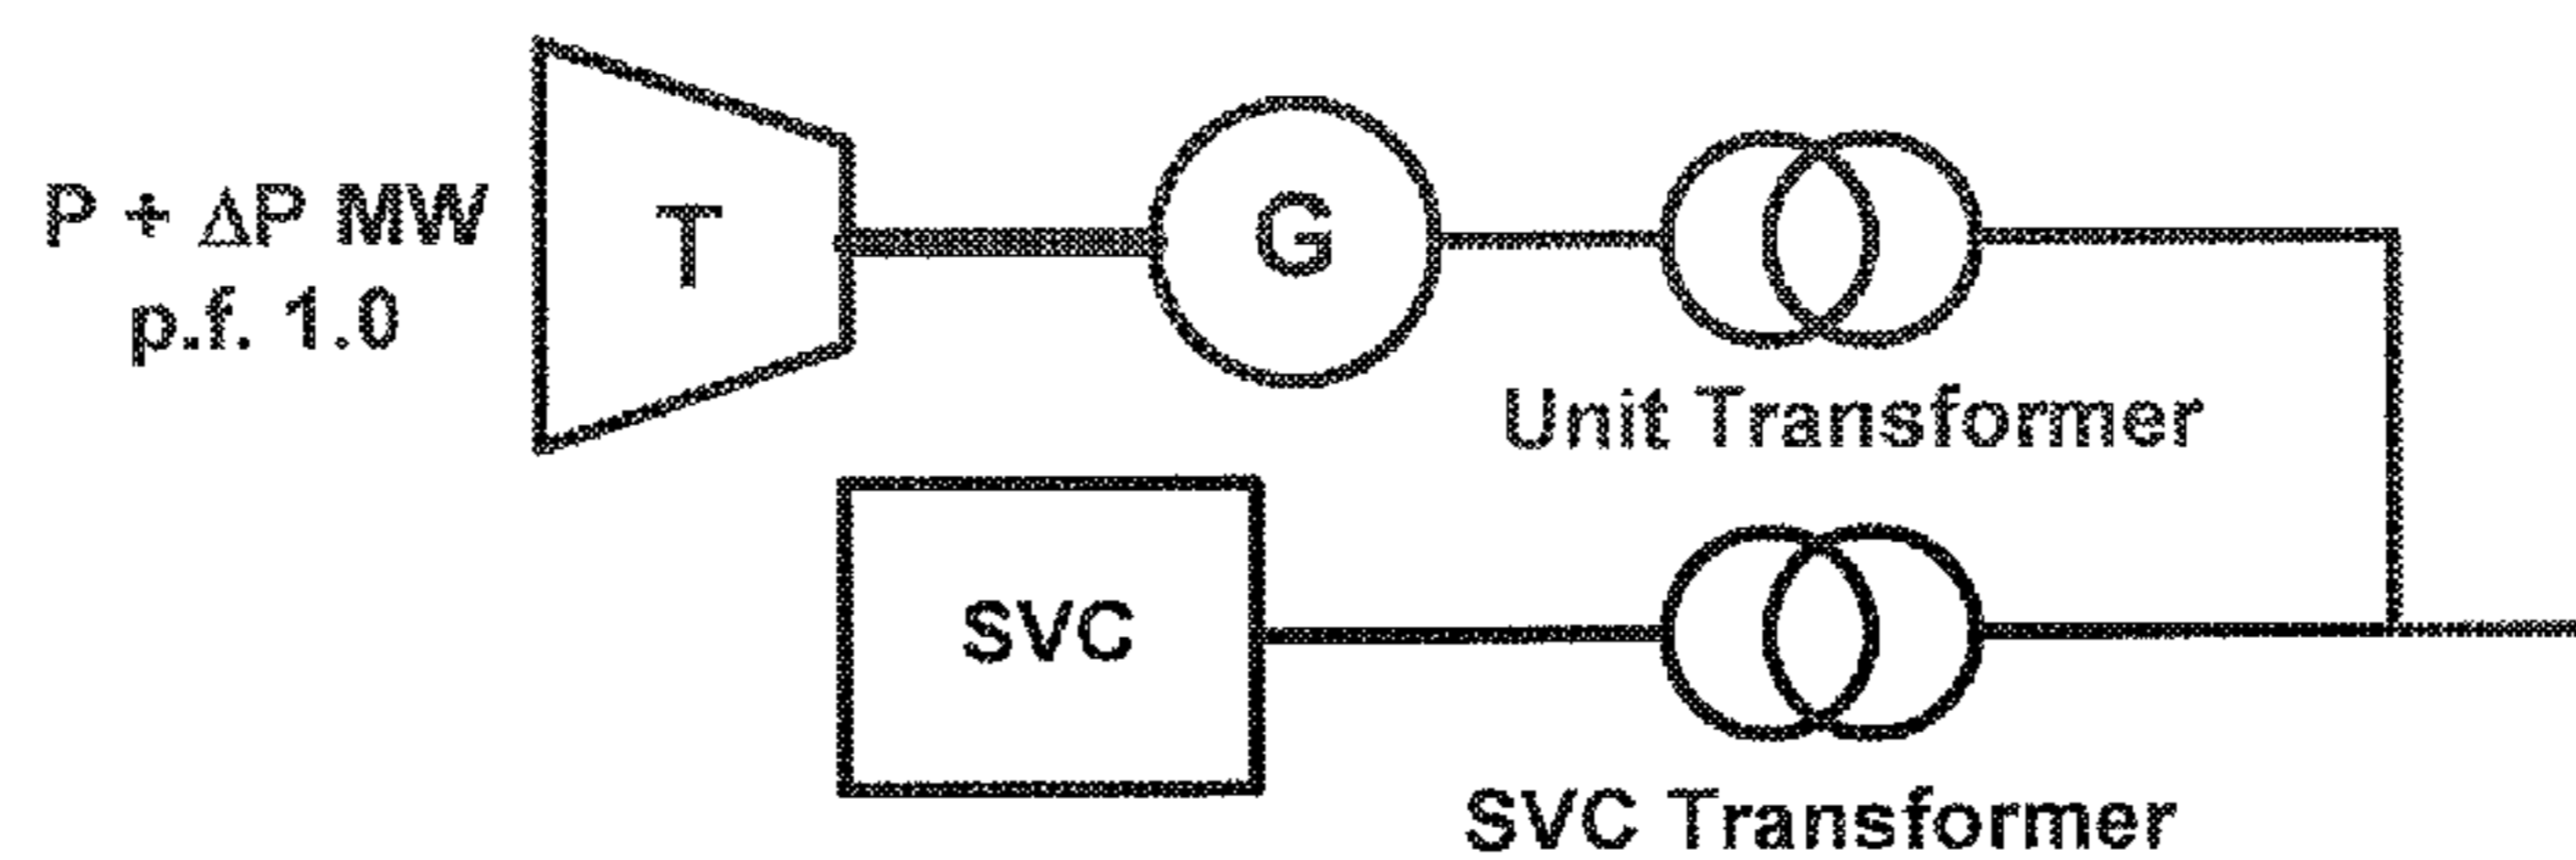 P + ΔP MW
p.f. 1.0
T
G
Unit Transformer
SVC
SVC Transformer